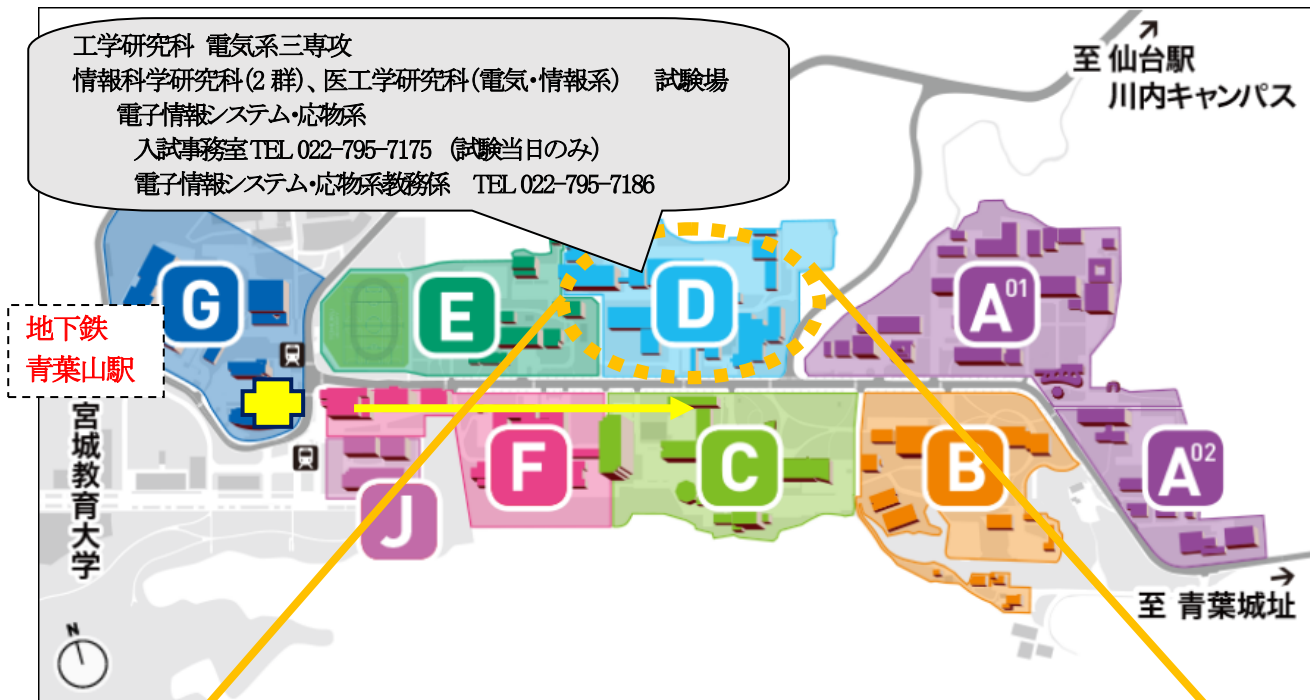 工学研究科 電気系三専攻
情報科学研究科(2 群)、医工学研究科(電気・情報系) 試験場
電子情報システム・応物系
入試事務室 TEL 022-795-7175 (試験当日のみ)
電子情報システム・応物系教務係 TEL 022-795-7186
至 仙台駅
川内キャンパス
G
E
D
A01
地下鉄
青葉山駅
宮城教育大学
J
F
C
B
A02
至 青葉城址
N